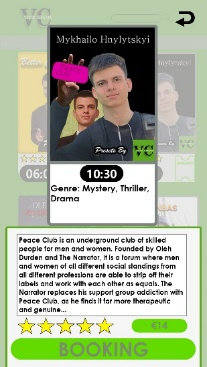 VC
Mykhailo Hnylytskyi
Presets By VC
10:30
Genre: Mystery, Thriller,
Drama
06:0
Peace Club is an underground club of skilled
people for men and women. Founded by Oleh
Durden and The Narrator, it is a forum where men
and women of all different social standings from
all different professions are able to strip off their
labels and work with each other as equals. The
Narrator replaces his support group addiction with
Peace Club, as he finds it far more therapeutic
and genuine...
€14
BOOKING